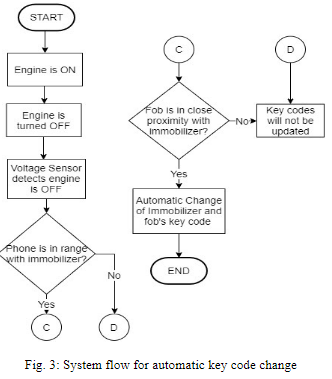 START
Engine is ON
Engine is
turned OFF
Voltage Sensor
detects engine
is OFF
Phone is in range
with immobilizer?
Yes
No
C
D
C
Fob is in close
proximity with
immobilizer?
No
Yes
D
Key codes
will not be
updated
Automatic Change
of Immobilizer and
fob's key code
END
Fig. 3: System flow for automatic key code change